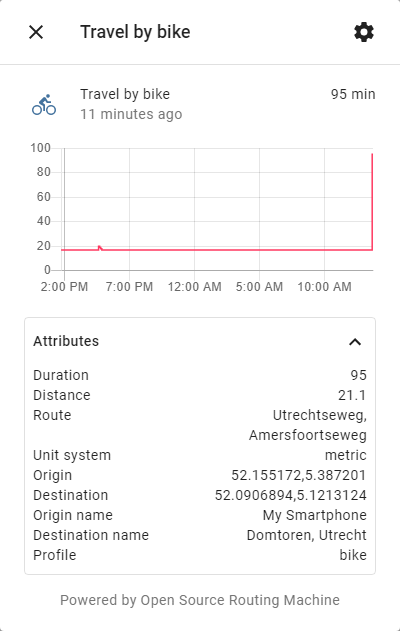 Travel by bike
Travel by bike 95 min
11 minutes ago
100
80
60
40
20
0
2:00 PM 7:00 PM 12:00 AM 5:00 AM 10:00 AM
Attributes
Duration 95
Distance 21.1
Route Utrechtseweg,
Amersfoortseweg
Unit system metric
Origin 52.155172,5.387201
Destination 52.0906894,5.1213124
Origin name My Smartphone
Destination name Domtoren, Utrecht
Profile bike
Powered by Open Source Routing Machine